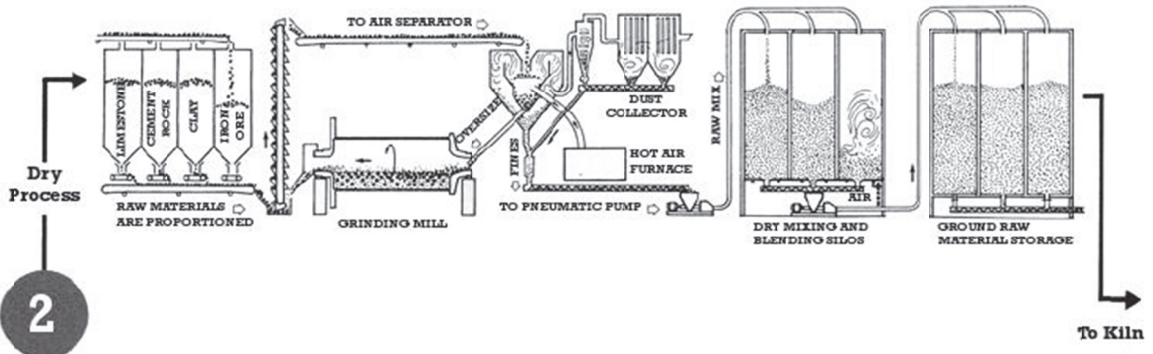 TO AIR SEPARATOR
LIMESTONE
CEMENT
ROCK
CLAY
IRON
ORE
OVERSIZE
DUST
COLLECTOR
RAW MIX
Dry
Process
FINES
HOT AIR
FURNACE
AIR
RAW MATERIALS
ARE PROPORTIONED
GRINDING MILL
TO PNEUMATIC PUMP
DRY MIXING AND
BLENDING SILOS
GROUND RAW
MATERIAL STORAGE
2
To Kiln